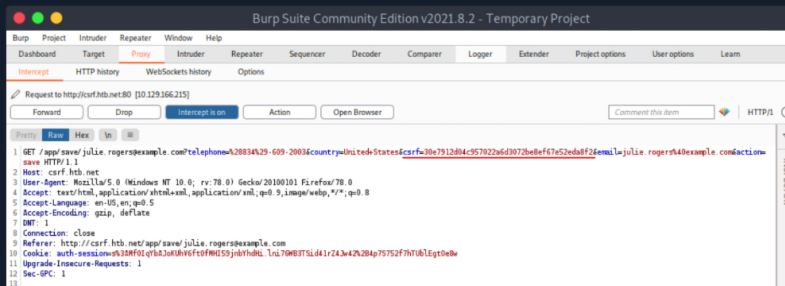 Burp Suite Community Edition v2021.8.2 - Temporary Project
Burp Project Intruder Repeater Window Help
Dashboard Target Proxy Intruder Repeater Sequencer Decoder Comparer Logger Extender Project options User options Learn
Intercept HTTP history WebSockets history Options
Request to http://csrf.htb.net:80 [10.129.166.215]
Forward Drop Intercept is on Action Open Browser Comment this item HTTP/1
Pretty Raw Hex \n ≡
1 GET /app/save/julie.rogers@example.com?telephone=%28834%29-609-2003&country=United+States&csrf=30e7912d04c957022a6d3072be8ef67e52eda8f2&email=julie.rogers%40example.com&action=
save HTTP/1.1
2 Host: csrf.htb.net
3 User-Agent: Mozilla/5.0 (Windows NT 10.0; rv:78.0) Gecko/20100101 Firefox/78.0
4 Accept: text/html,application/xhtml+xml,application/xml;q=0.9,image/webp,*/*;q=0.8
5 Accept-Language: en-US,en;q=0.5
6 Accept-Encoding: gzip, deflate
7 DNT: 1
8 Connection: close
9 Referer: http://csrf.htb.net/app/save/julie.rogers@example.com
10 Cookie: auth-session=
11 Upgrade-Insecure-Requests: 1
12 Sec-GPC: 1
13